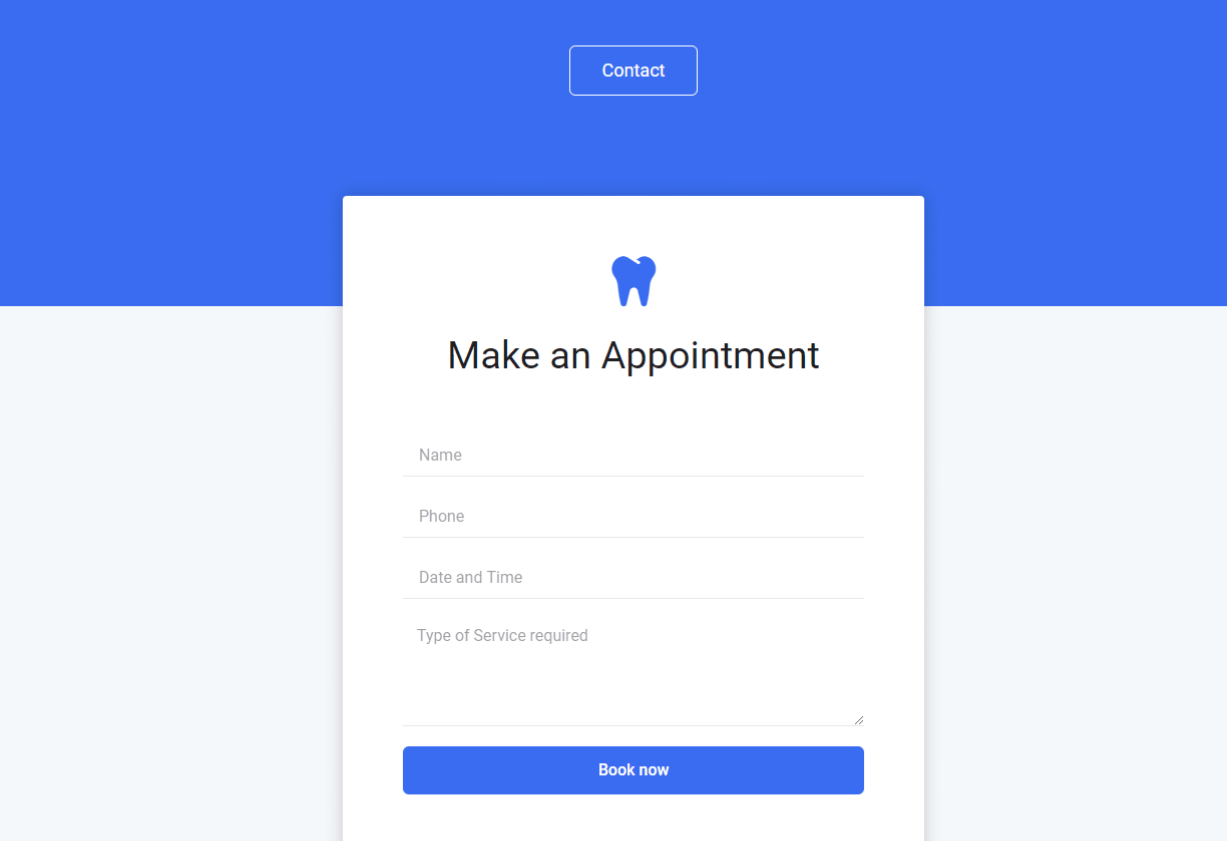 Contact
Make an Appointment
Name
Phone
Date and Time
Type of Service required
Book now